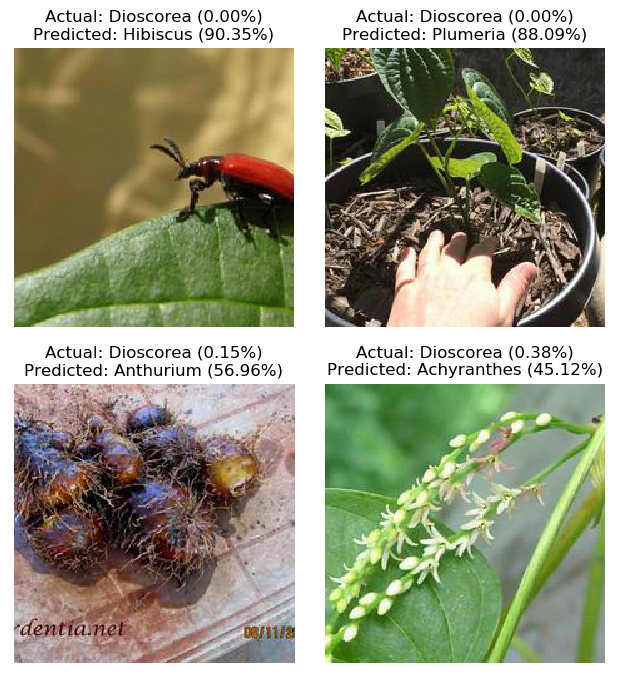 Actual: Dioscorea (0.00%)
Predicted: Hibiscus (90.35%)
Actual: Dioscorea (0.00%)
Predicted: Plumeria (88.09%)
Actual: Dioscorea (0.15%)
Predicted: Anthurium (56.96%)
Actual: Dioscorea (0.38%)
Predicted: Achyranthes (45.12%)
rdentia.net